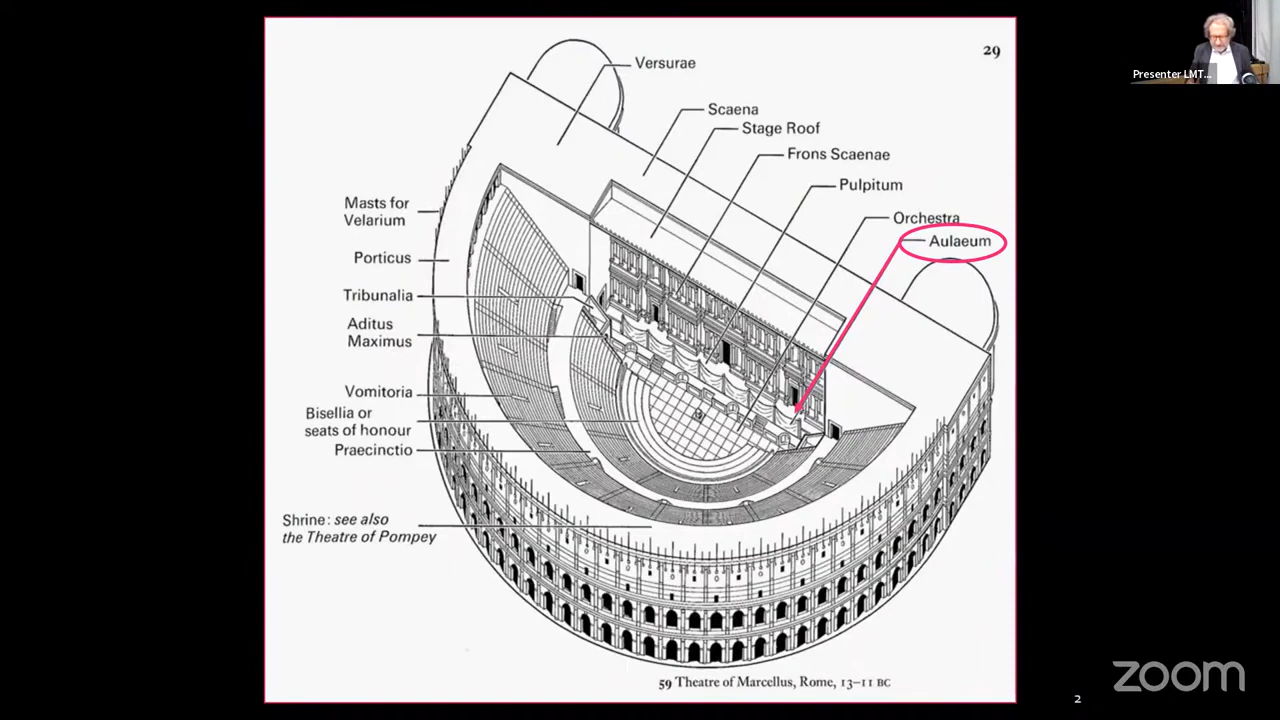 Presenter LMT...
29
Versurae
Scaena
Stage Roof
Frons Scaenae
Pulpitum
Orchestra
Aulaeum
Masts for
Velarium
Porticus
Tribunalia
Aditus
Maximus
Vomitoria
Bisellia or
seats of honour
Praecinctio
Shrine: see also
the Theatre of Pompey
59 Theatre of Marcellus, Rome, 13–11 BC
zoom
2